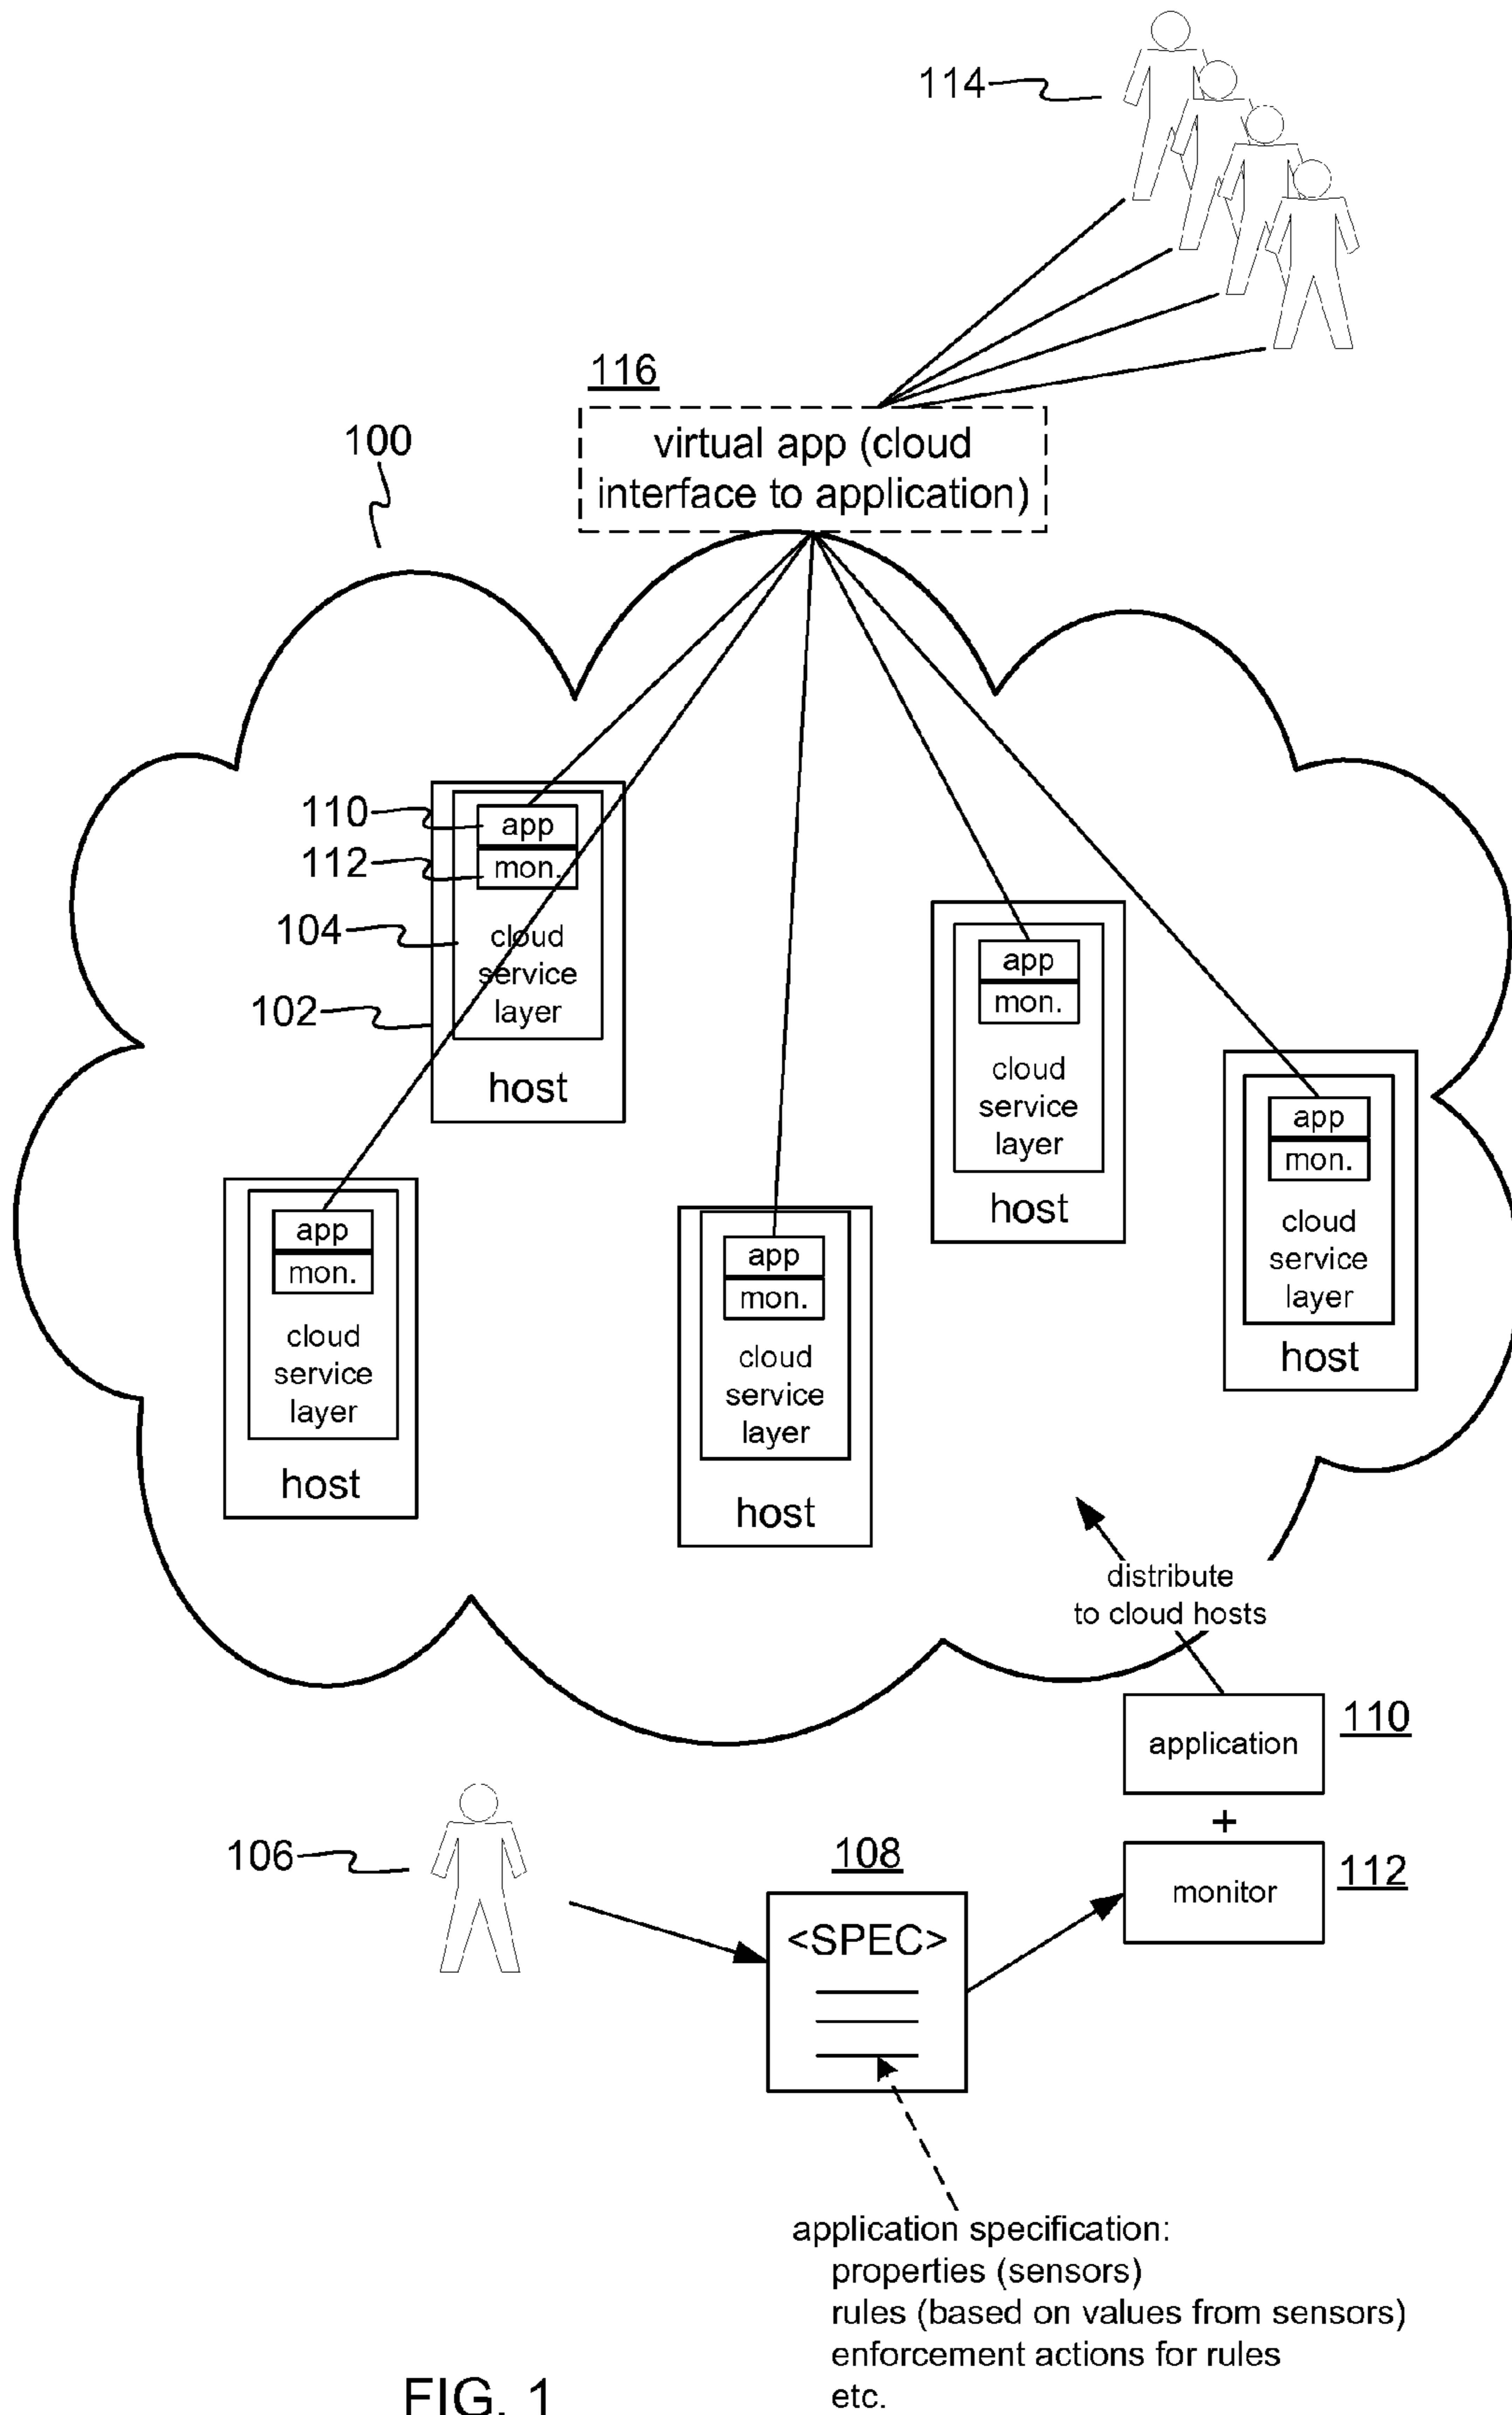 114
116
virtual app (cloud
interface to application)
100
110
app
112
mon.
104
cloud
service
layer
102
host
app
mon.
cloud
service
layer
host
app
mon.
cloud
service
layer
host
app
mon.
cloud
service
layer
host
app
mon.
cloud
service
layer
host
distribute
to cloud hosts
application
110
+
monitor
112
106
108
<SPEC>
application specification:
properties (sensors)
rules (based on values from sensors)
enforcement actions for rules
etc.
FIG. 1